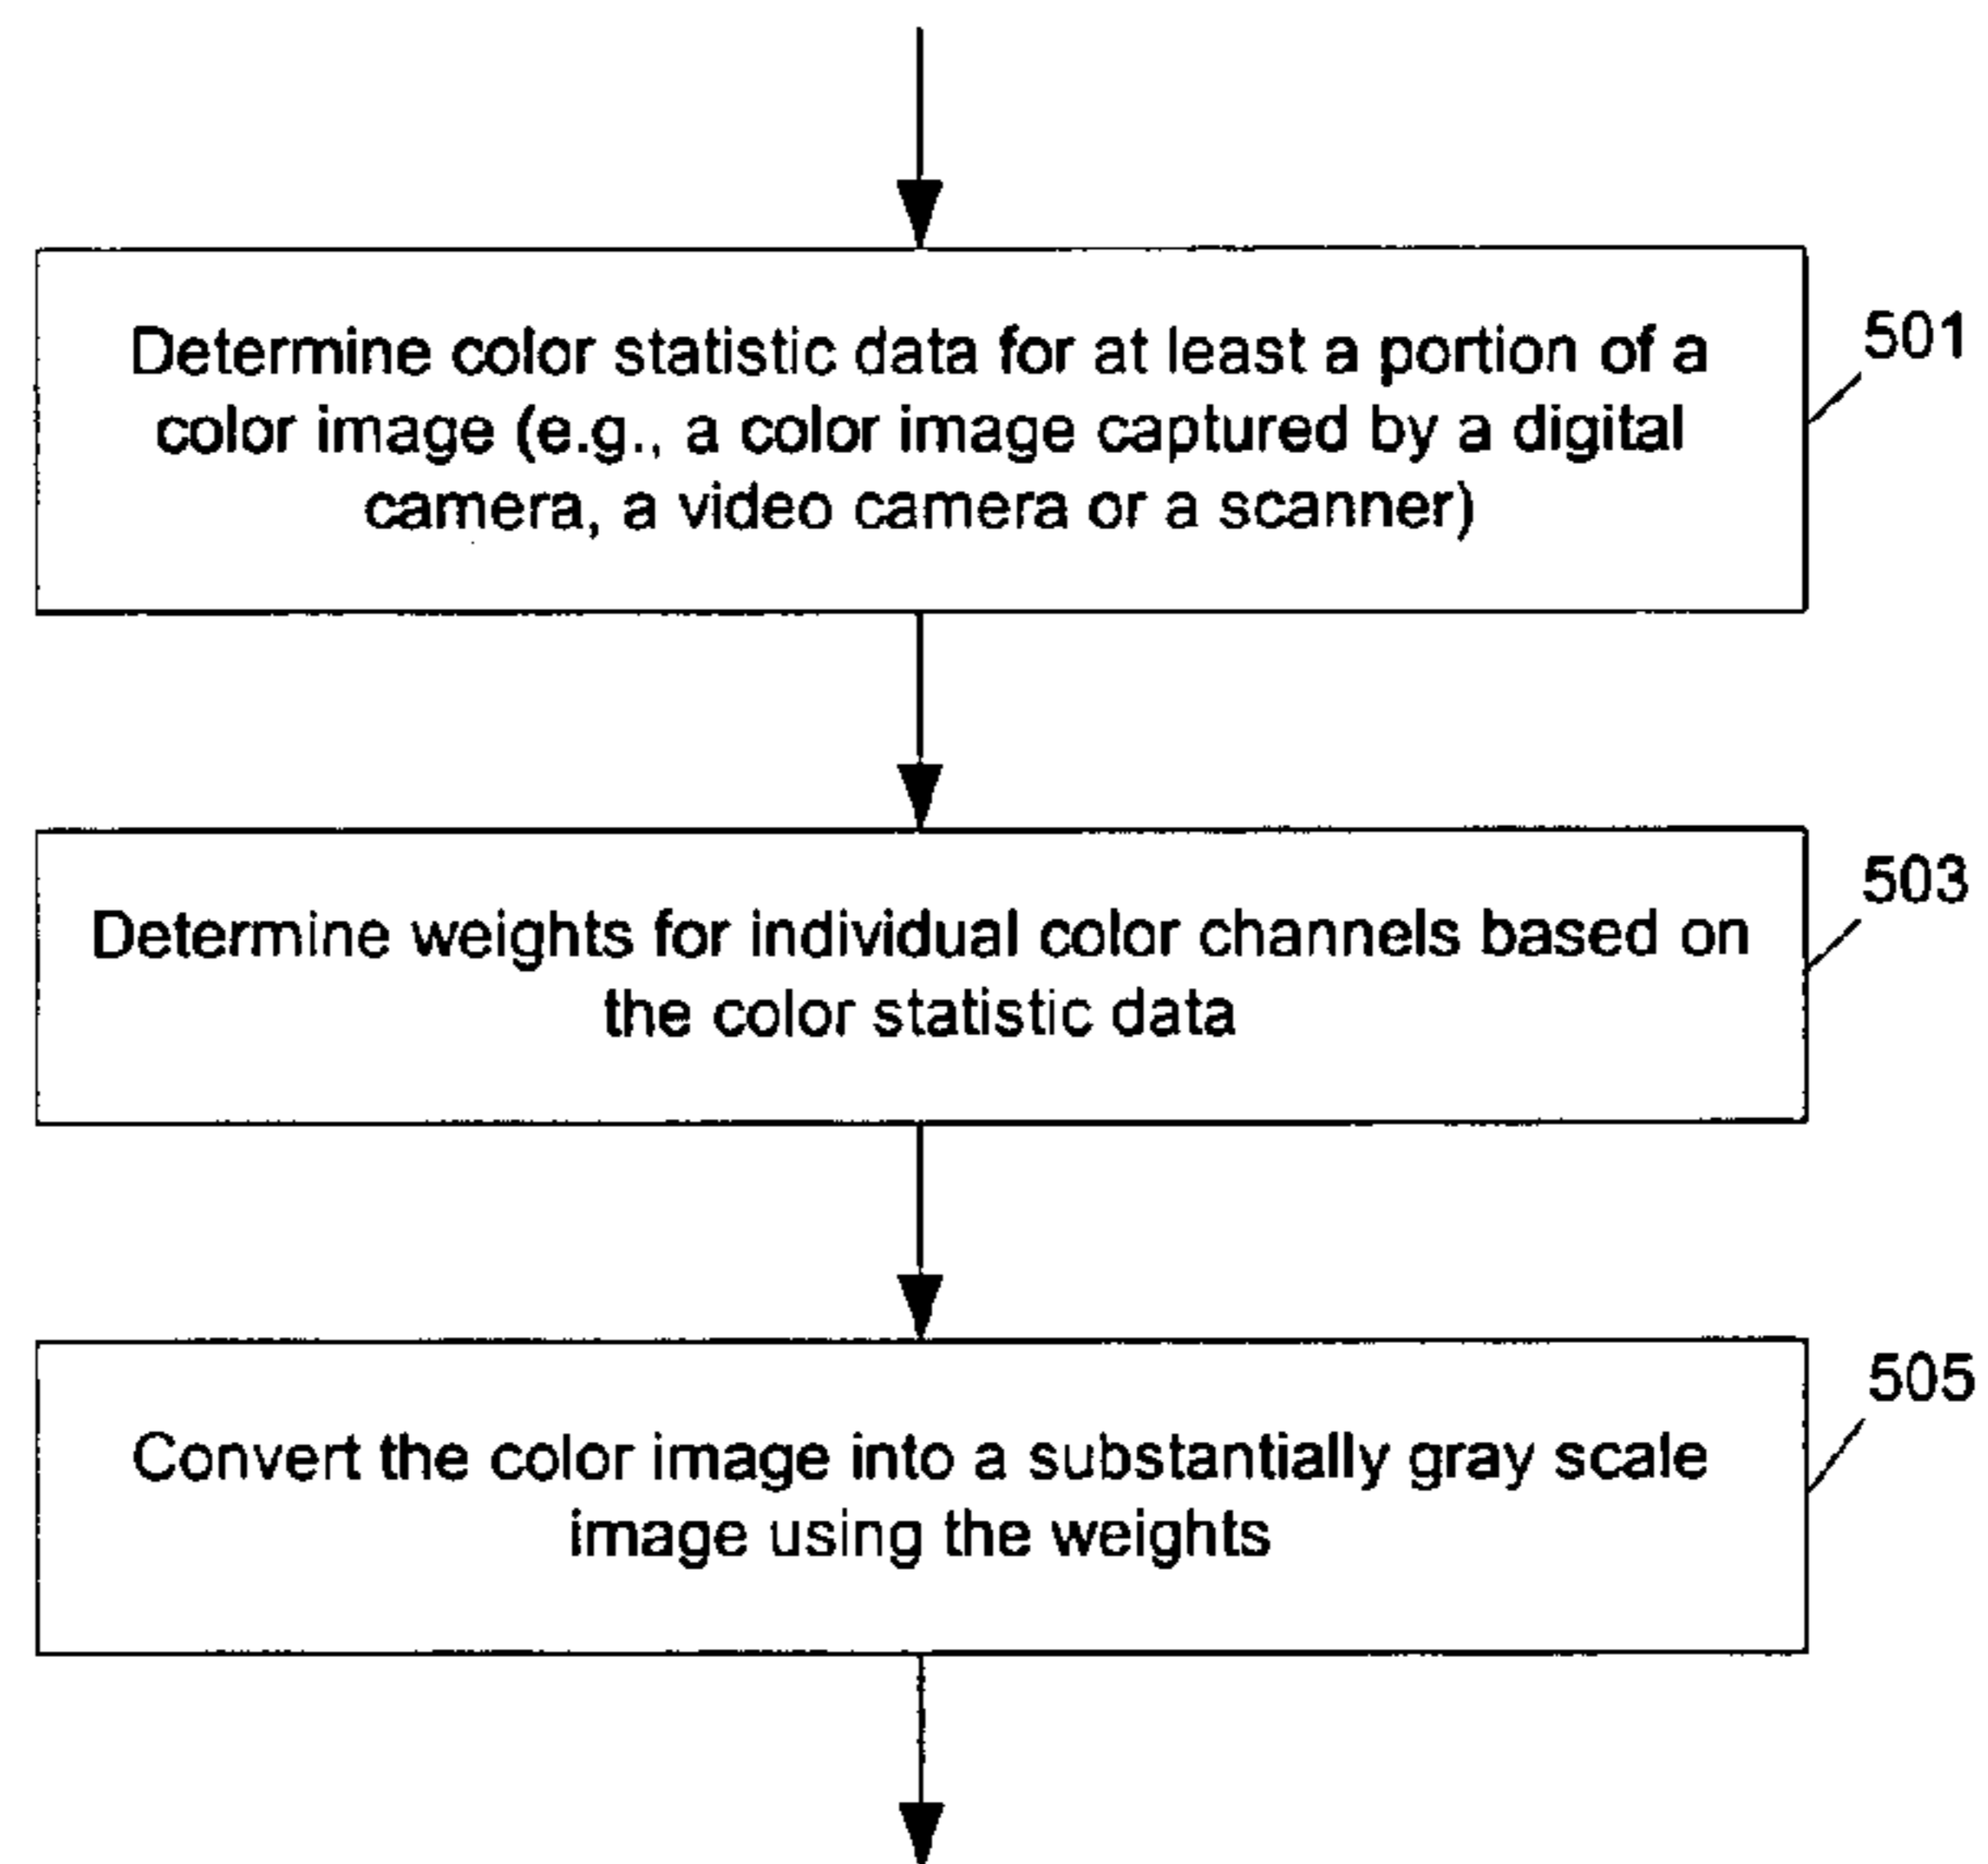 Determine color statistic data for at least a portion of a
color image (e.g., a color image captured by a digital
camera, a video camera or a scanner)
501
Determine weights for individual color channels based on
the color statistic data
503
Convert the color image into a substantially gray scale
image using the weights
505